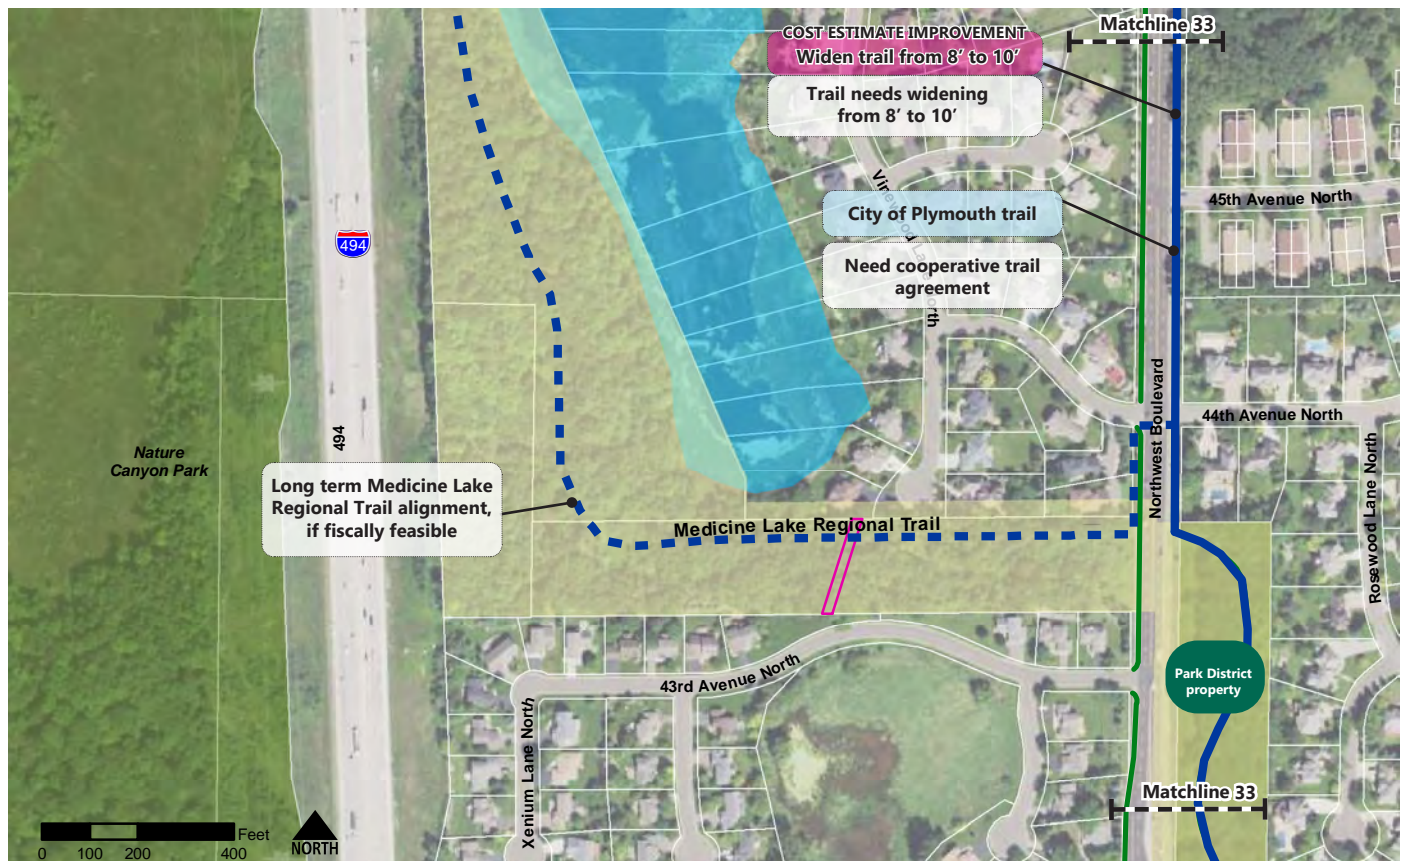 Matchline 33
COST ESTIMATE IMPROVEMENT
Widen trail from 8’ to 10’
Trail needs widening
from 8’ to 10’
45th Avenue North
City of Plymouth trail
Need cooperative trail
agreement
Vinewood Lane North
494
494
Nature
Canyon Park
Northwest Boulevard
44th Avenue North
Rosewood Lane North
Long term Medicine Lake
Regional Trail alignment,
if fiscally feasible
Medicine Lake Regional Trail
43rd Avenue North
Park District
property
Xenium Lane North
Matchline 33
Feet
0 100 200 400
NORTH